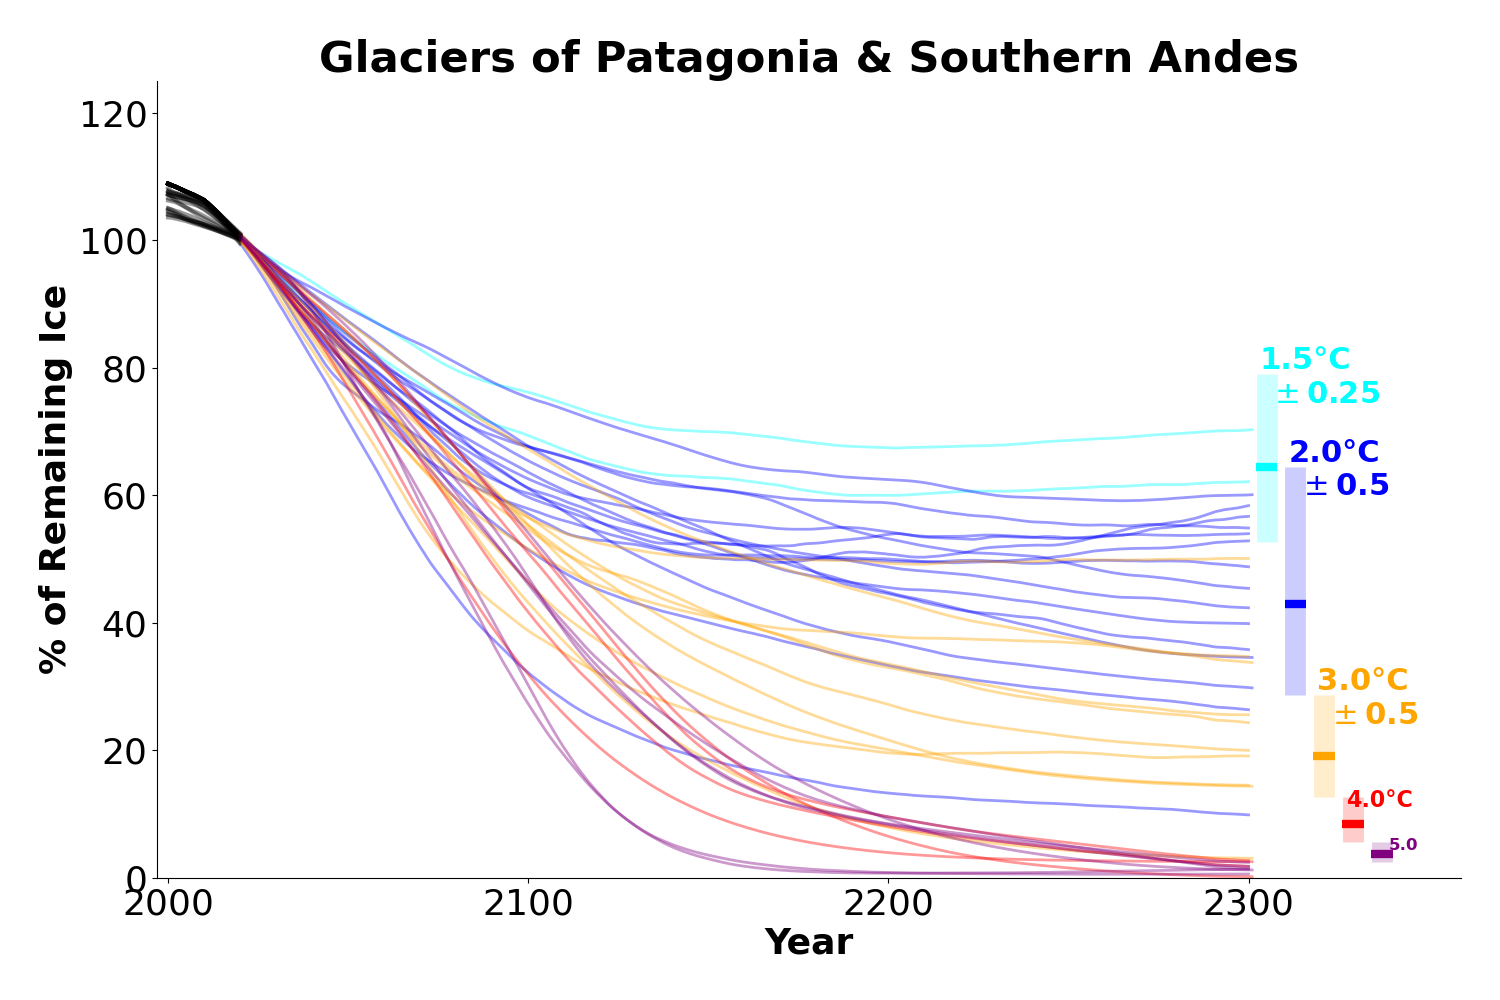 Glaciers of Patagonia & Southern Andes
% of Remaining Ice
120
100
80
60
40
20
0
2000
2100
2200
2300
Year
1.5°C
± 0.25
2.0°C
± 0.5
3.0°C
± 0.5
4.0°C
5.0